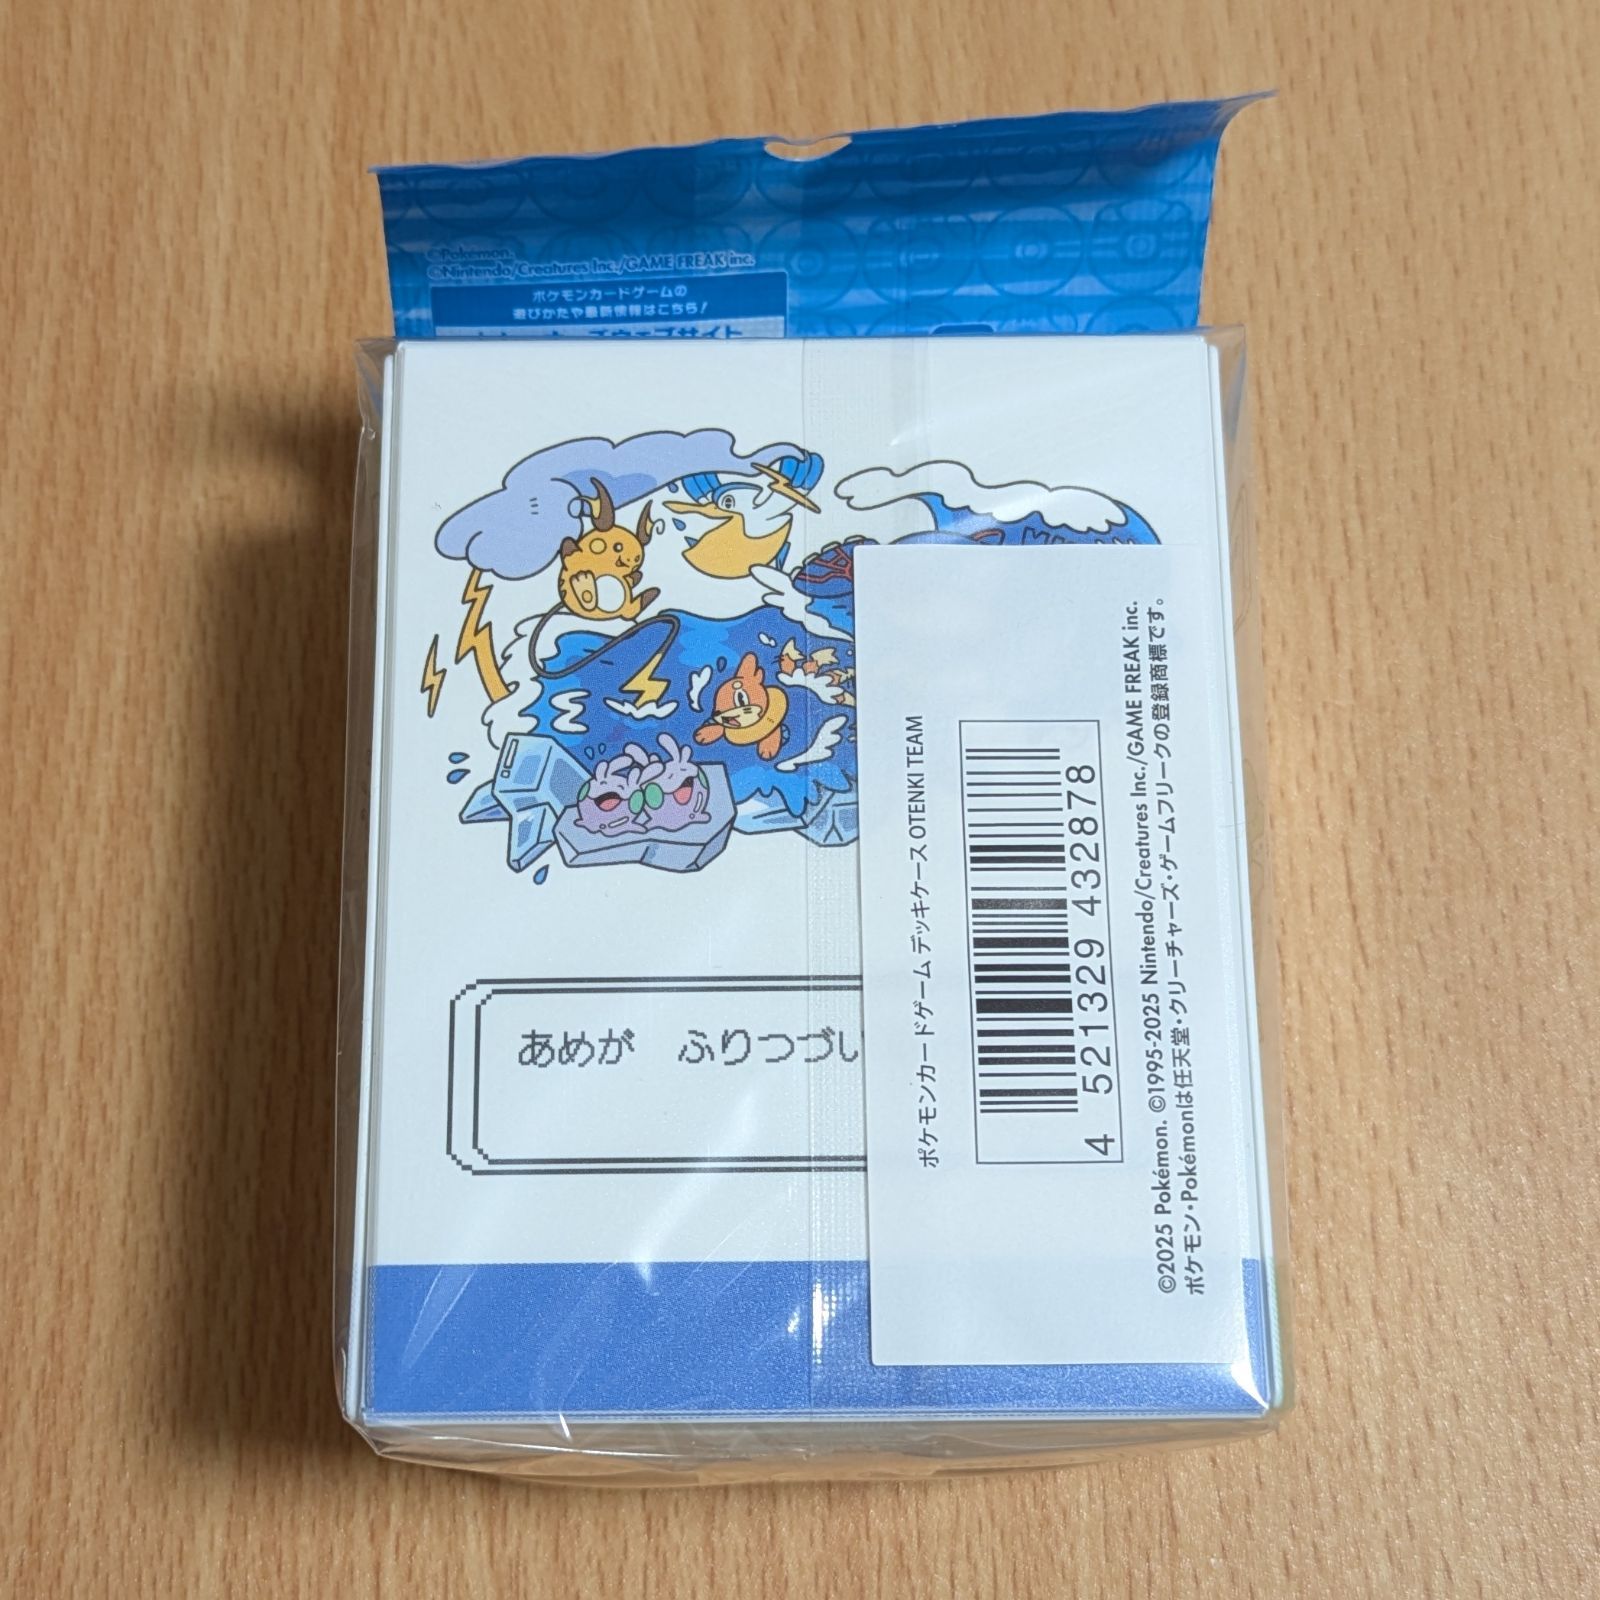 ©Pokémon.
©Nintendo/Creatures Inc./GAME FREAK inc.
ポケモンカードゲームの
遊びかたや最新情報はこちら！
あめが ふりつづい
ポケモンカードゲーム デッキケース OTENKI TEAM
4 521329 432878
©2025 Pokémon. ©1995-2025 Nintendo/Creatures Inc./GAME FREAK inc.
ポケモン・Pokémonは任天堂・クリーチャーズ・ゲームフリークの登録商標です。